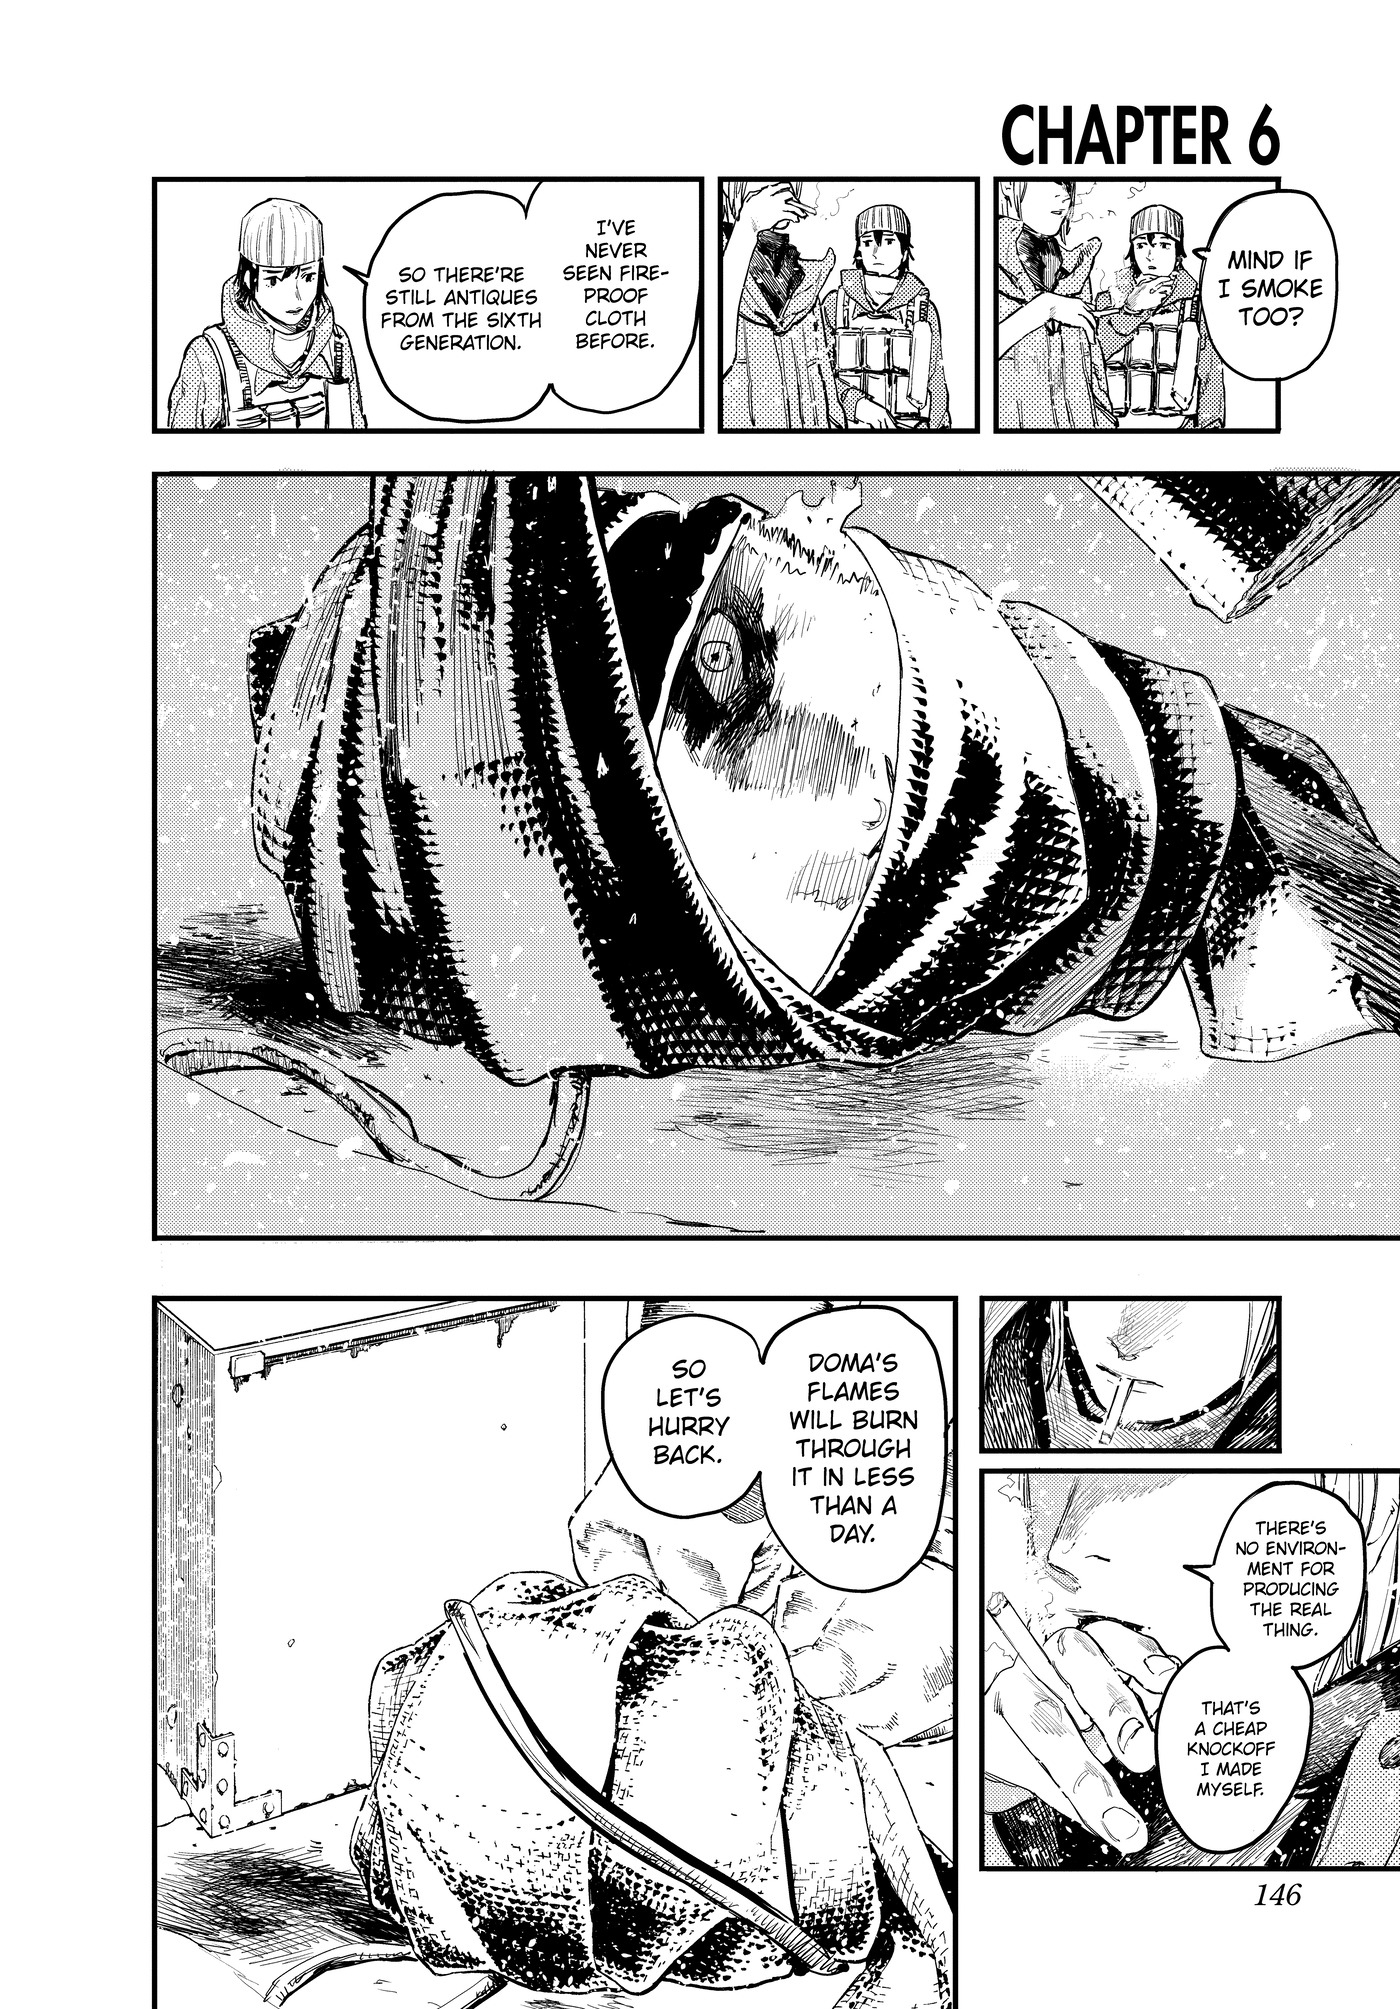 CHAPTER 6
MIND IF
I SMOKE
TOO?
I'VE
NEVER
SEEN FIRE-
PROOF
CLOTH
BEFORE.
SO THERE'RE
STILL ANTIQUES
FROM THE SIXTH
GENERATION.
THERE'S
NO ENVIRON-
MENT FOR
PRODUCING
THE REAL
THING.
THAT'S
A CHEAP
KNOCKOFF
I MADE
MYSELF.
DOMA'S
FLAMES
WILL BURN
THROUGH
IT IN LESS
THAN A
DAY.
SO
LET'S
HURRY
BACK.
146